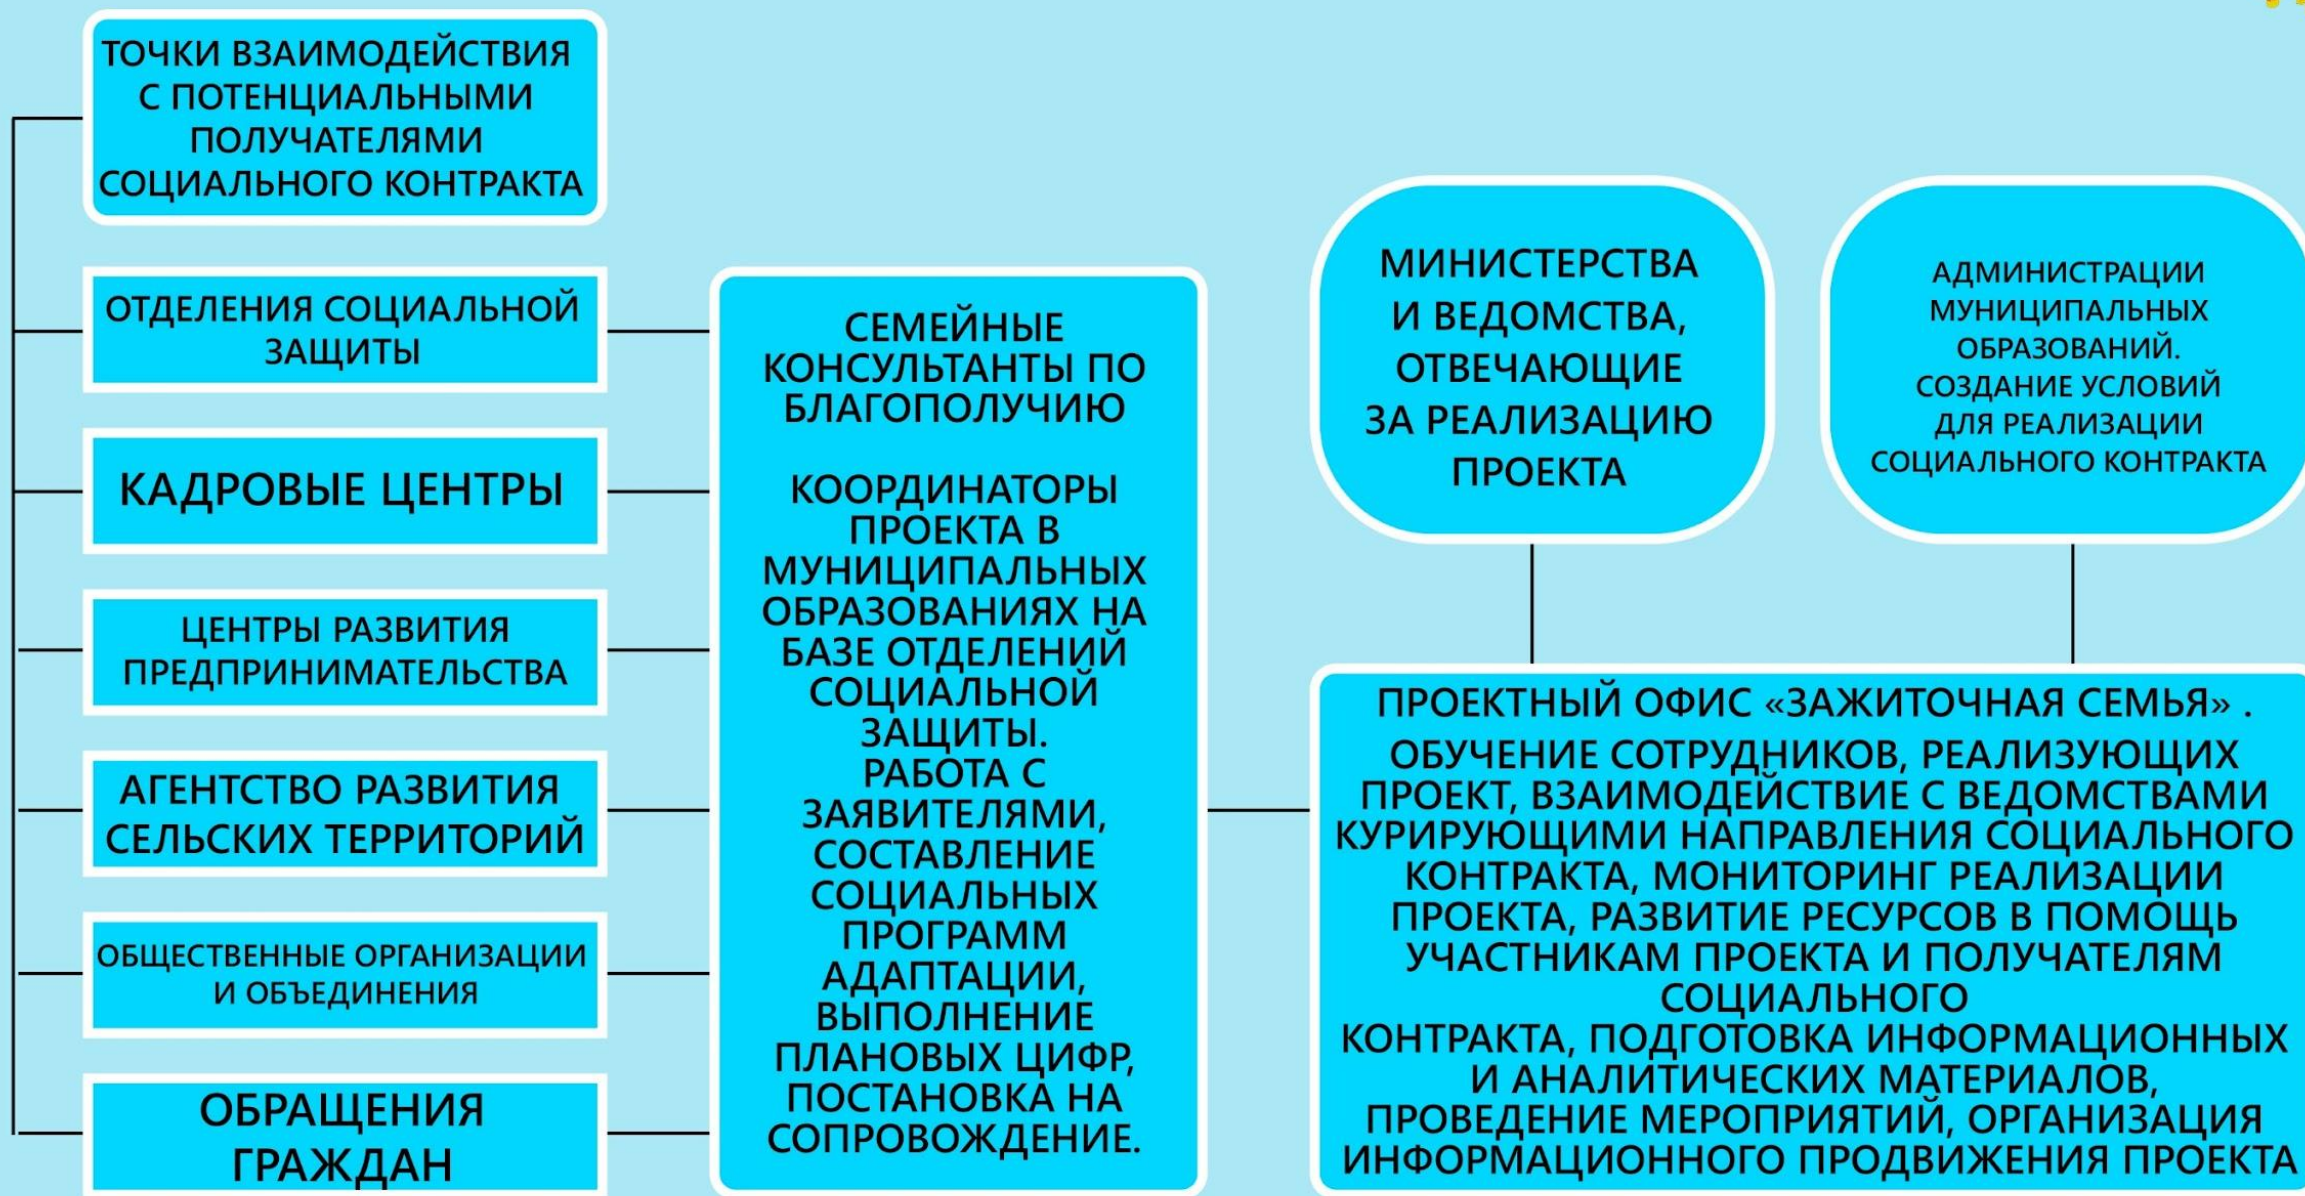 ТОЧКИ ВЗАИМОДЕЙСТВИЯ
С ПОТЕНЦИАЛЬНЫМИ
ПОЛУЧАТЕЛЯМИ
СОЦИАЛЬНОГО КОНТРАКТА
ОТДЕЛЕНИЯ СОЦИАЛЬНОЙ
ЗАЩИТЫ
КАДРОВЫЕ ЦЕНТРЫ
ЦЕНТРЫ РАЗВИТИЯ
ПРЕДПРИНИМАТЕЛЬСТВА
АГЕНТСТВО РАЗВИТИЯ
СЕЛЬСКИХ ТЕРРИТОРИЙ
ОБЩЕСТВЕННЫЕ ОРГАНИЗАЦИИ
И ОБЪЕДИНЕНИЯ
ОБРАЩЕНИЯ
ГРАЖДАН
СЕМЕЙНЫЕ
КОНСУЛЬТАНТЫ ПО
БЛАГОПОЛУЧИЮ
КООРДИНАТОРЫ
ПРОЕКТА В
МУНИЦИПАЛЬНЫХ
ОБРАЗОВАНИЯХ НА
БАЗЕ ОТДЕЛЕНИЙ
СОЦИАЛЬНОЙ
ЗАЩИТЫ.
РАБОТА С
ЗАЯВИТЕЛЯМИ,
СОСТАВЛЕНИЕ
СОЦИАЛЬНЫХ
ПРОГРАММ
АДАПТАЦИИ,
ВЫПОЛНЕНИЕ
ПЛАНОВЫХ ЦИФР,
ПОСТАНОВКА НА
СОПРОВОЖДЕНИЕ.
МИНИСТЕРСТВА
И ВЕДОМСТВА,
ОТВЕЧАЮЩИЕ
ЗА РЕАЛИЗАЦИЮ
ПРОЕКТА
АДМИНИСТРАЦИИ
МУНИЦИПАЛЬНЫХ
ОБРАЗОВАНИЙ.
СОЗДАНИЕ УСЛОВИЙ
ДЛЯ РЕАЛИЗАЦИИ
СОЦИАЛЬНОГО КОНТРАКТА
ПРОЕКТНЫЙ ОФИС «ЗАЖИТОЧНАЯ СЕМЬЯ» .
ОБУЧЕНИЕ СОТРУДНИКОВ, РЕАЛИЗУЮЩИХ
ПРОЕКТ, ВЗАИМОДЕЙСТВИЕ С ВЕДОМСТВАМИ
КУРИРУЮЩИМИ НАПРАВЛЕНИЯ СОЦИАЛЬНОГО
КОНТРАКТА, МОНИТОРИНГ РЕАЛИЗАЦИИ
ПРОЕКТА, РАЗВИТИЕ РЕСУРСОВ В ПОМОЩЬ
УЧАСТНИКАМ ПРОЕКТА И ПОЛУЧАТЕЛЯМ
СОЦИАЛЬНОГО
КОНТРАКТА, ПОДГОТОВКА ИНФОРМАЦИОННЫХ
И АНАЛИТИЧЕСКИХ МАТЕРИАЛОВ,
ПРОВЕДЕНИЕ МЕРОПРИЯТИЙ, ОРГАНИЗАЦИЯ
ИНФОРМАЦИОННОГО ПРОДВИЖЕНИЯ ПРОЕКТА